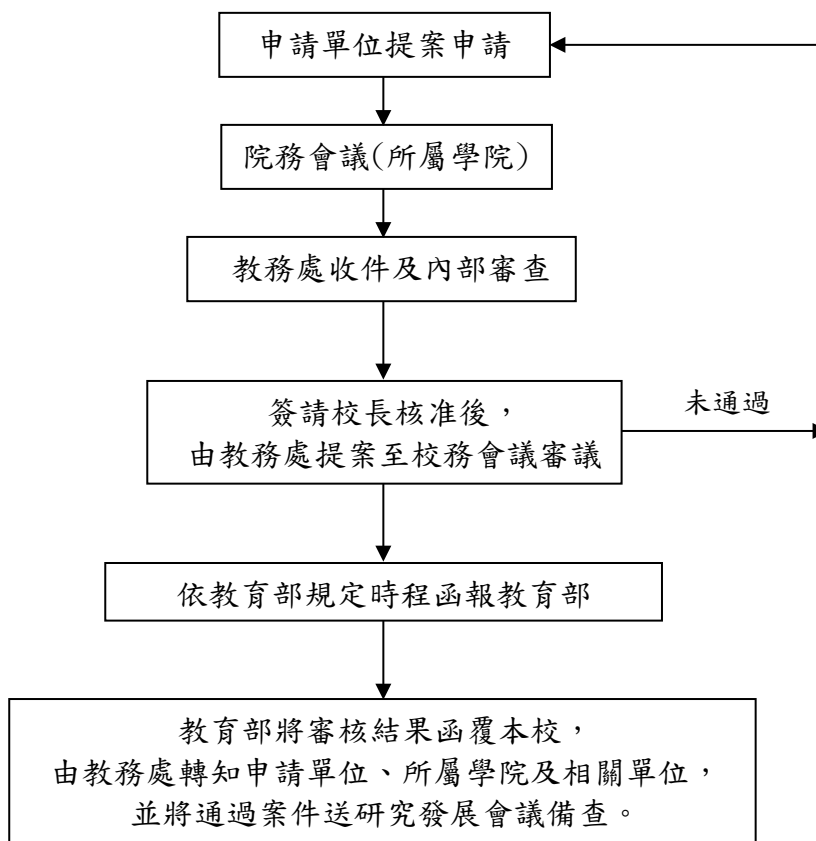 申請單位提案申請
院務會議(所屬學院)
教務處收件及內部審查
簽請校長核准後，
由教務處提案至校務會議審議
未通過
依教育部規定時程函報教育部
教育部將審核結果函覆本校，
由教務處轉知申請單位、所屬學院及相關單位，
並將通過案件送研究發展會議備查。